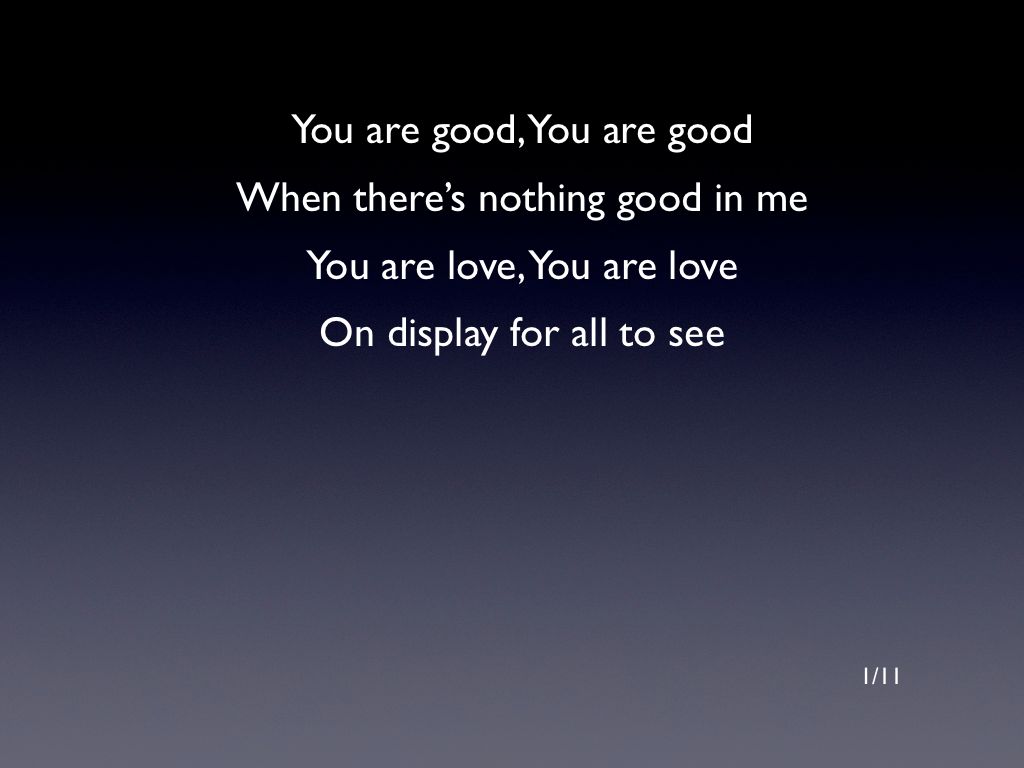 You are good, You are good
When there’s nothing good in me
You are love, You are love
On display for all to see
1/11